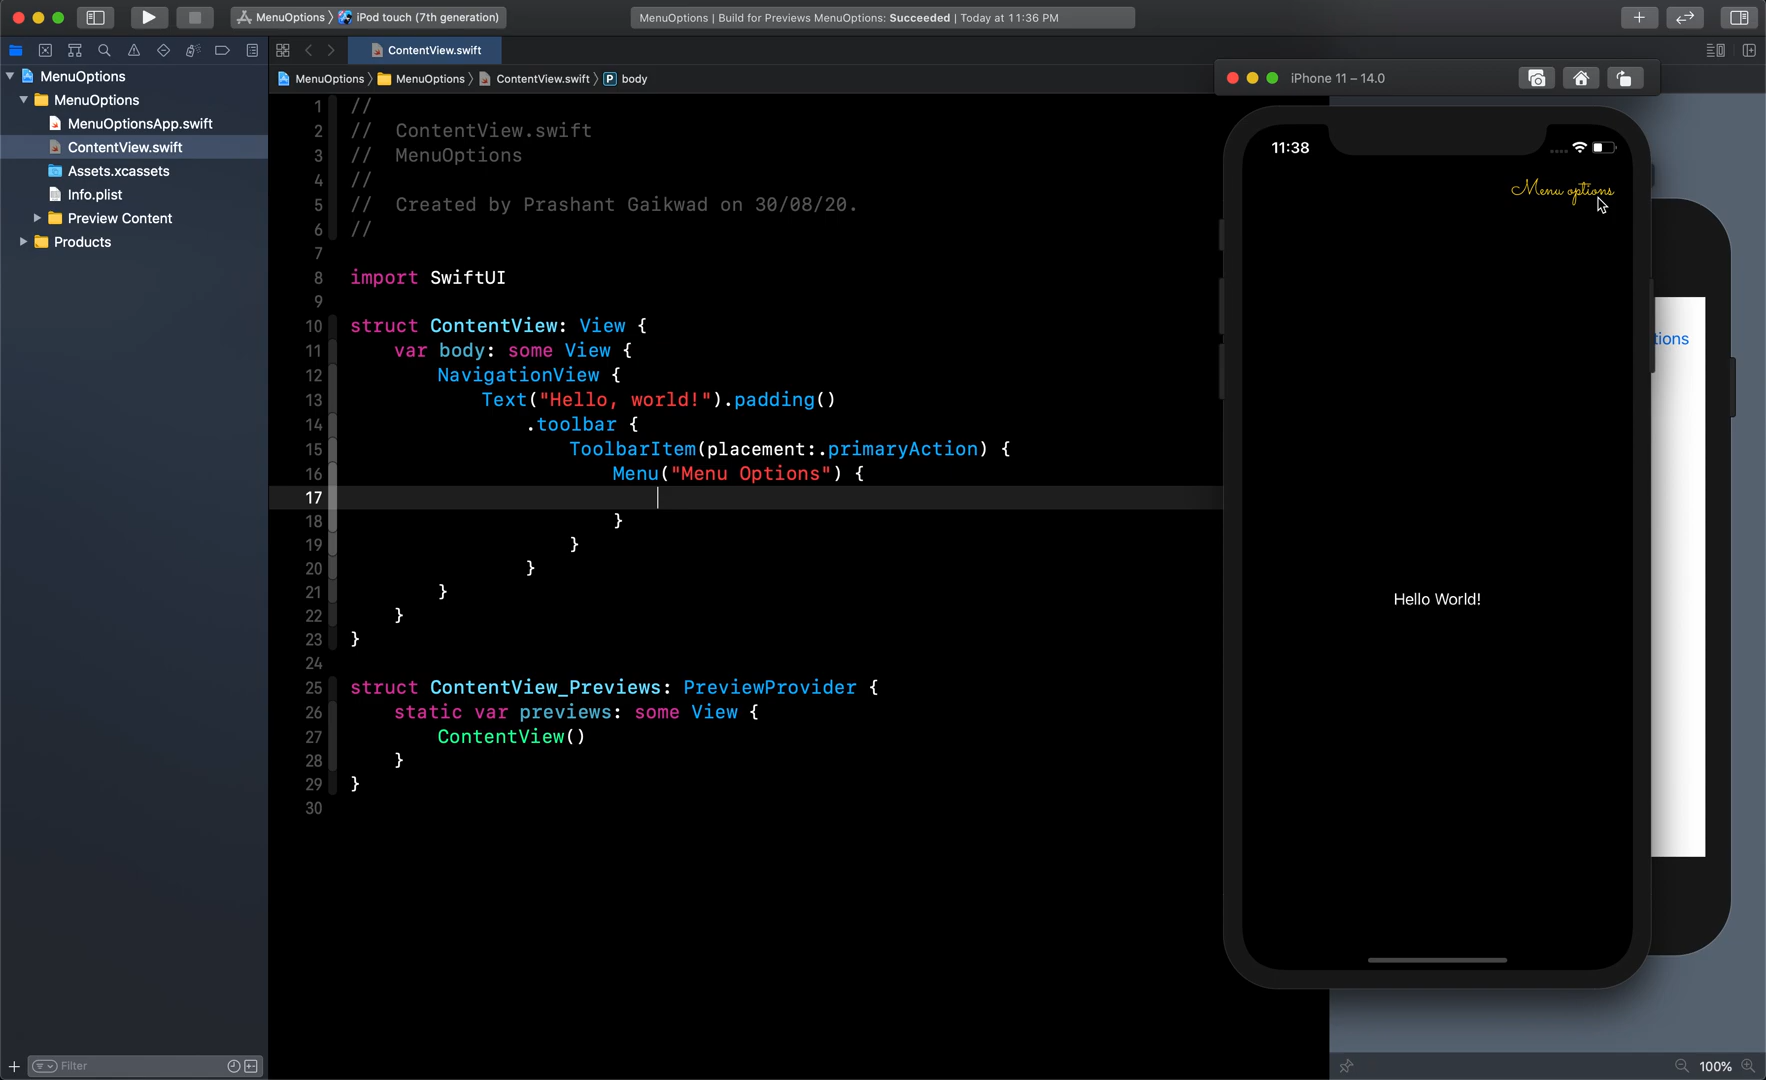 MenuOptions 〉 iPod touch (7th generation)
MenuOptions | Build for Previews MenuOptions: Succeeded | Today at 11:36 PM
ContentView.swift
MenuOptions 〉 MenuOptions 〉 ContentView.swift 〉 P body
MenuOptions
MenuOptions
MenuOptionsApp.swift
ContentView.swift
Assets.xcassets
Info.plist
Preview Content
Products
Filter
1 //
2 // ContentView.swift
3 // MenuOptions
4 //
5 // Created by Prashant Gaikwad on 30/08/20.
6 //
7
8 import SwiftUI
9
10 struct ContentView: View {
11 var body: some View {
12 NavigationView {
13 Text("Hello, world!").padding()
14 .toolbar {
15 ToolbarItem(placement:.primaryAction) {
16 Menu("Menu Options") {
17
18 }
19 }
20 }
21 }
22 }
23 }
24
25 struct ContentView_Previews: PreviewProvider {
26 static var previews: some View {
27 ContentView()
28 }
29 }
30
iPhone 11 – 14.0
11:38
Menu options
Hello World!
tions
100%